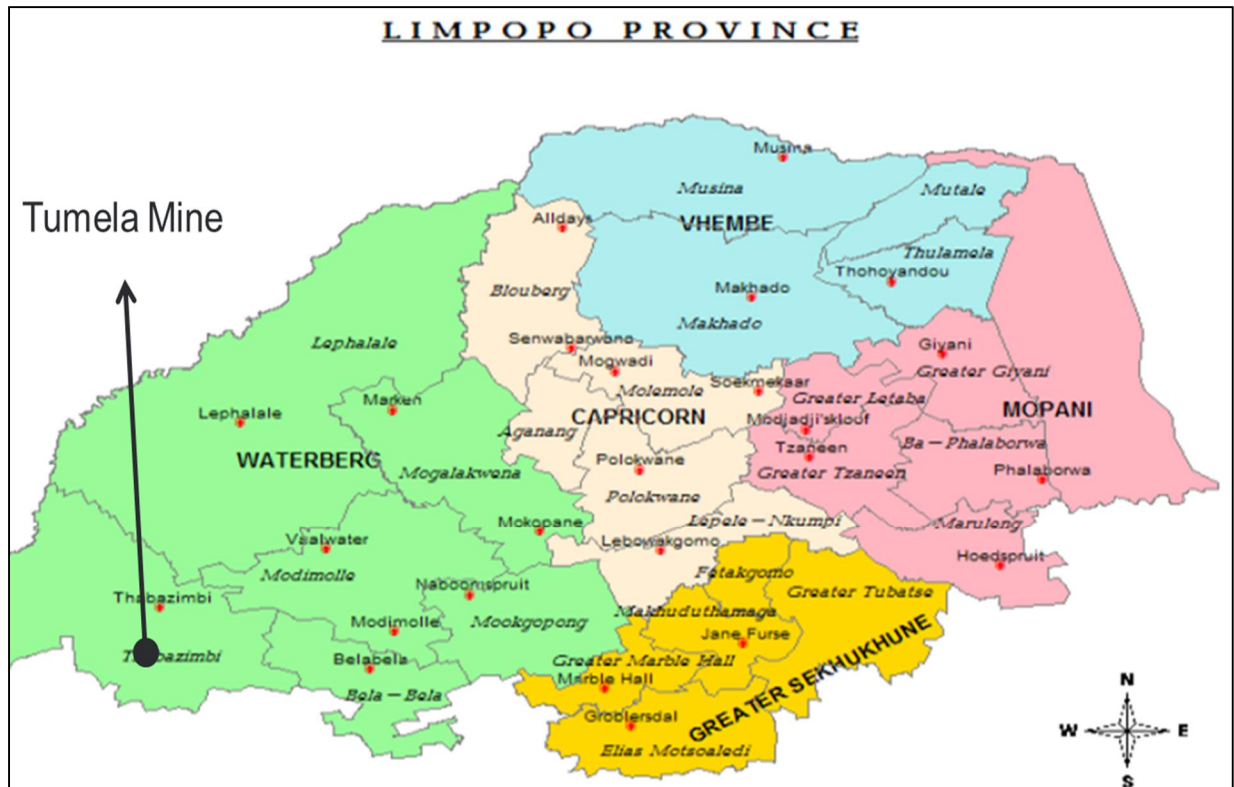 LIMPOPO PROVINCE
Musina
Musina
Mutale
Tumela Mine
Alldays
VHEMBE
Thulamela
Thohoyandou
Blouberg
Makhado
Makhado
Lephalale
Senwabarwono
Giyani
Mogwadi
Greater Giyani
Molemole
Soekmekaar
Marken
Greater Letaba
Lephalale
CAPRICORN
MOPANI
Modjadji'sklouf
Aganang
Ba-Phalaborwa
Tzaneen
WATERBERG
Polokwane
Mogalakwena
Greater Tzaneen
Phalaborwa
Polokwane
Mokopane
Lepele-Nkumpi
Maruleng
Vaalwater
Lebowakgomo
Hoedspruit
Modimolle
Fetakgomo
Naboomspruit
Greater Tubatse
Thabazimbi
Makhuduthamaga
Modimolle
Mookgopong
Jane Furse
Thabazimbi
Belabela
Greater Marble Hall
Marble Hall
Bela-Bela
GREATER SEKHUKHUNE
Groblersdal
Elias Motsoaledi
N
W
E
S